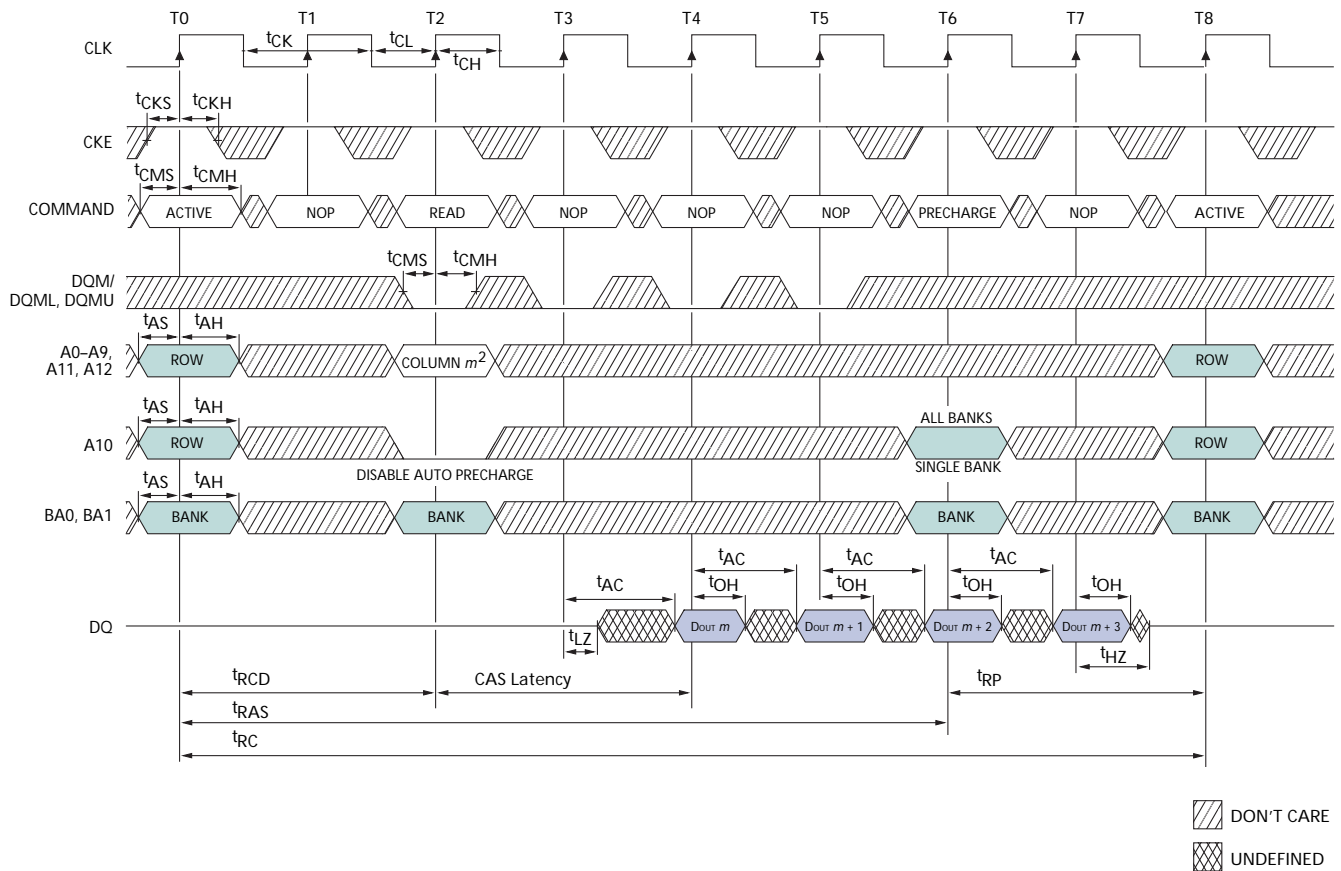 T0 T1 T2 T3 T4 T5 T6 T7 T8
CLK
tCK tCL
tCH
tCKS tCKH
CKE
tCMS tCMH
COMMAND ACTIVE NOP READ NOP NOP NOP PRECHARGE NOP ACTIVE
tCMS tCMH
DQM/
DQML, DQMU
tAS tAH
A0–A9,
A11, A12
ROW COLUMN m2 ROW
tAS tAH
ALL BANKS
A10 ROW ROW
DISABLE AUTO PRECHARGE SINGLE BANK
tAS tAH
BA0, BA1 BANK BANK BANK BANK
tAC tAC tAC
tAC tOH tOH tOH tOH
DQ DOUT m DOUT m + 1 DOUT m + 2 DOUT m + 3
tLZ tHZ
tRCD CAS Latency tRP
tRAS
tRC
DON'T CARE
UNDEFINED